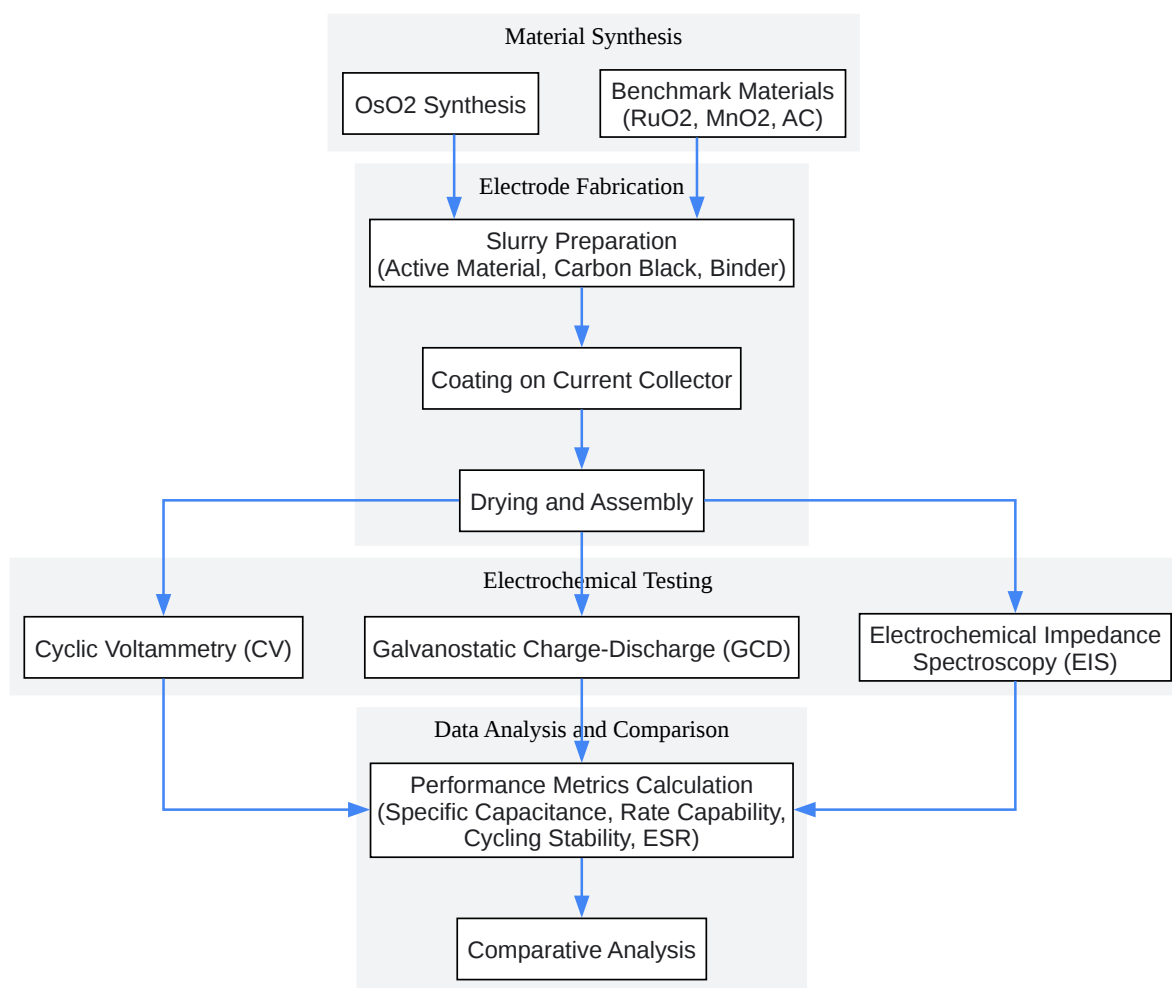 Material Synthesis
OsO2 Synthesis
Benchmark Materials
(RuO2, MnO2, AC)
Electrode Fabrication
Slurry Preparation
(Active Material, Carbon Black, Binder)
Coating on Current Collector
Drying and Assembly
Electrochemical Testing
Cyclic Voltammetry (CV)
Galvanostatic Charge-Discharge (GCD)
Electrochemical Impedance
Spectroscopy (EIS)
Data Analysis and Comparison
Performance Metrics Calculation
(Specific Capacitance, Rate Capability,
Cycling Stability, ESR)
Comparative Analysis